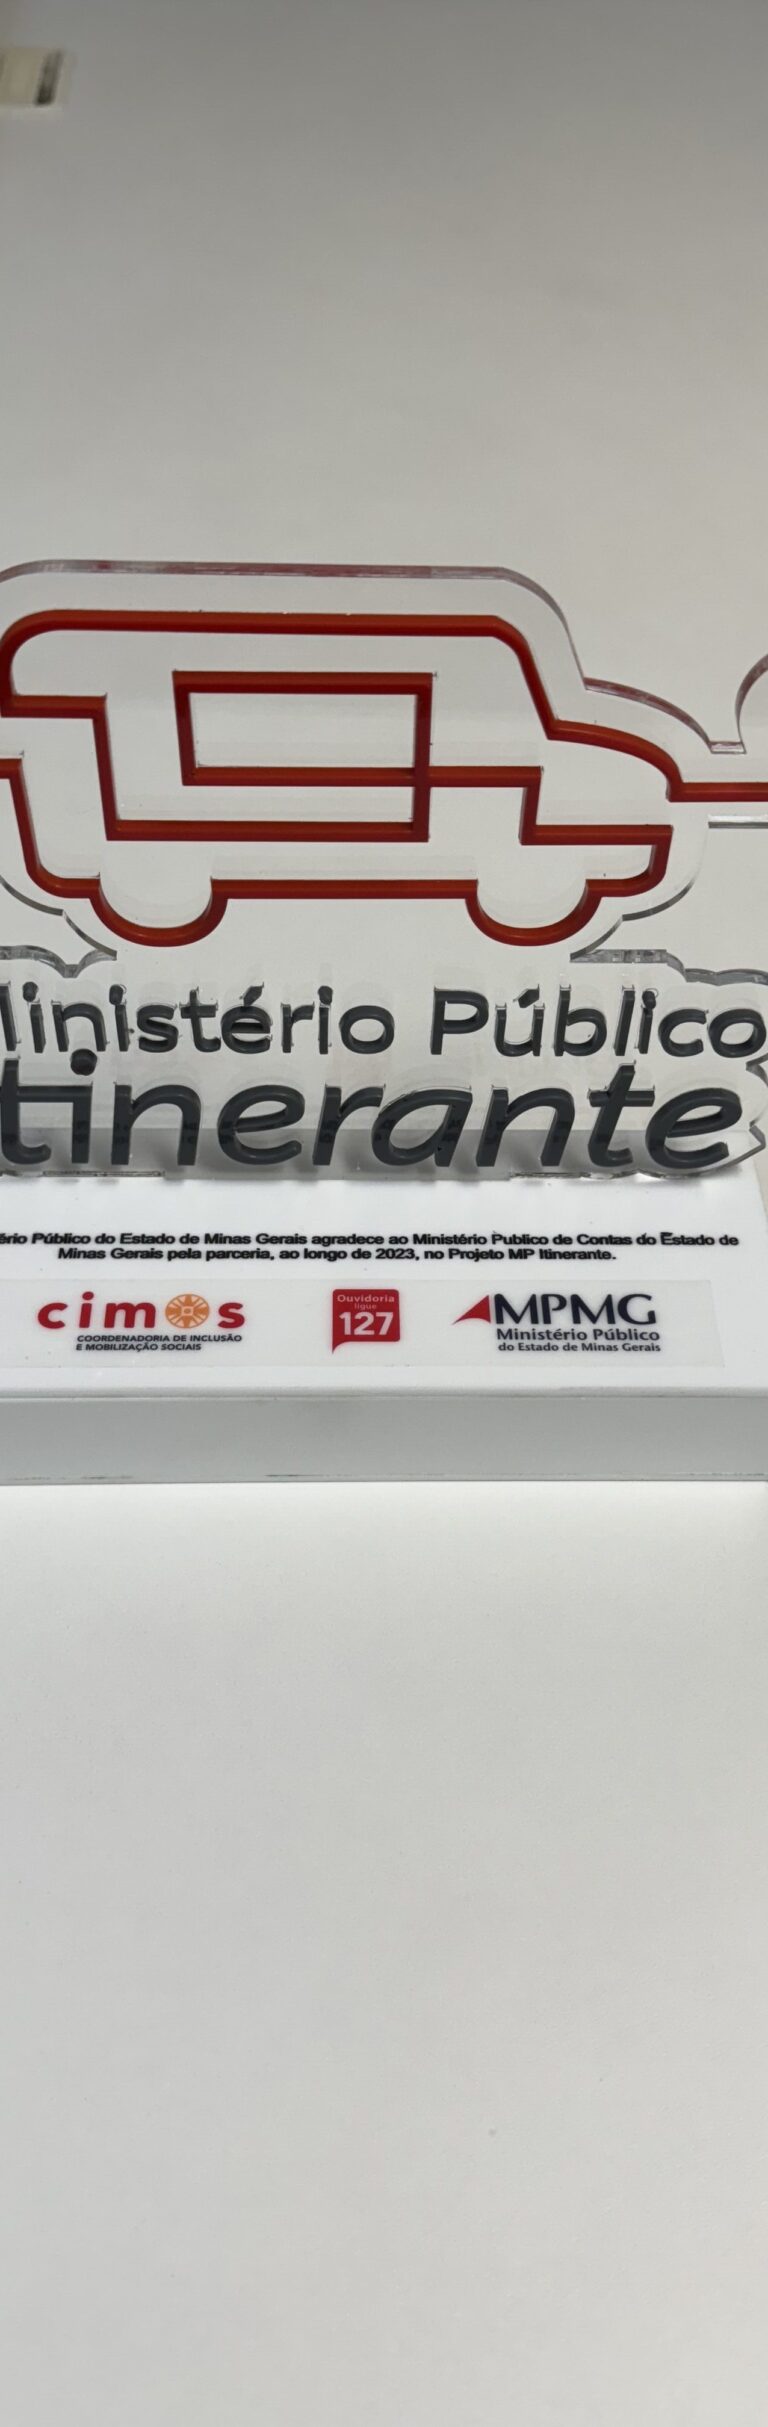 Ministério Público
Itinerante
ério Público do Estado de Minas Gerais agradece ao Ministério Publico de Contas do Estado de
Minas Gerais pela parceria, ao longo de 2023, no Projeto MP Itinerante.
cimos
COORDENADORIA DE INCLUSÃO
E MOBILIZAÇÃO SOCIAIS
Ouvidoria
ligue
127
MPMG
Ministério Público
do Estado de Minas Gerais